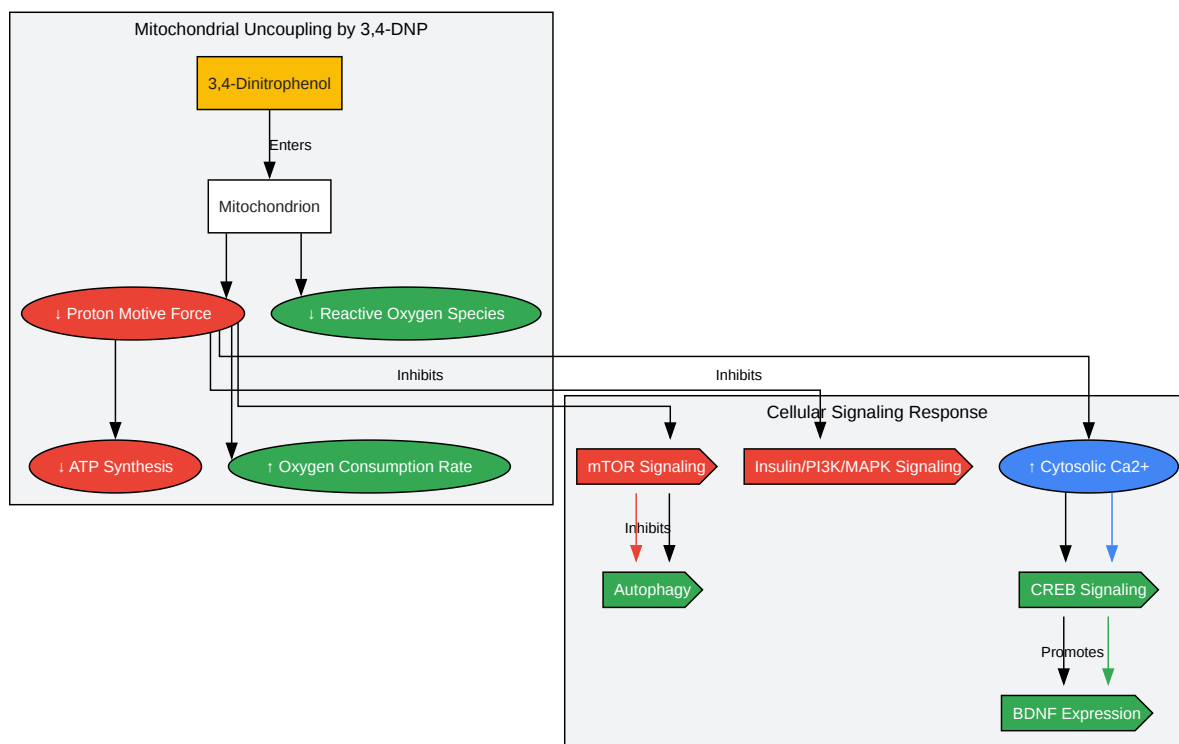 Mitochondrial Uncoupling by 3,4-DNP
3,4-Dinitrophenol
Enters
Mitochondrion
↓ Proton Motive Force
↓ Reactive Oxygen Species
Inhibits
Inhibits
Cellular Signaling Response
↓ ATP Synthesis
↑ Oxygen Consumption Rate
mTOR Signaling
Insulin/PI3K/MAPK Signaling
↑ Cytosolic Ca2+
Inhibits
Autophagy
CREB Signaling
Promotes
BDNF Expression